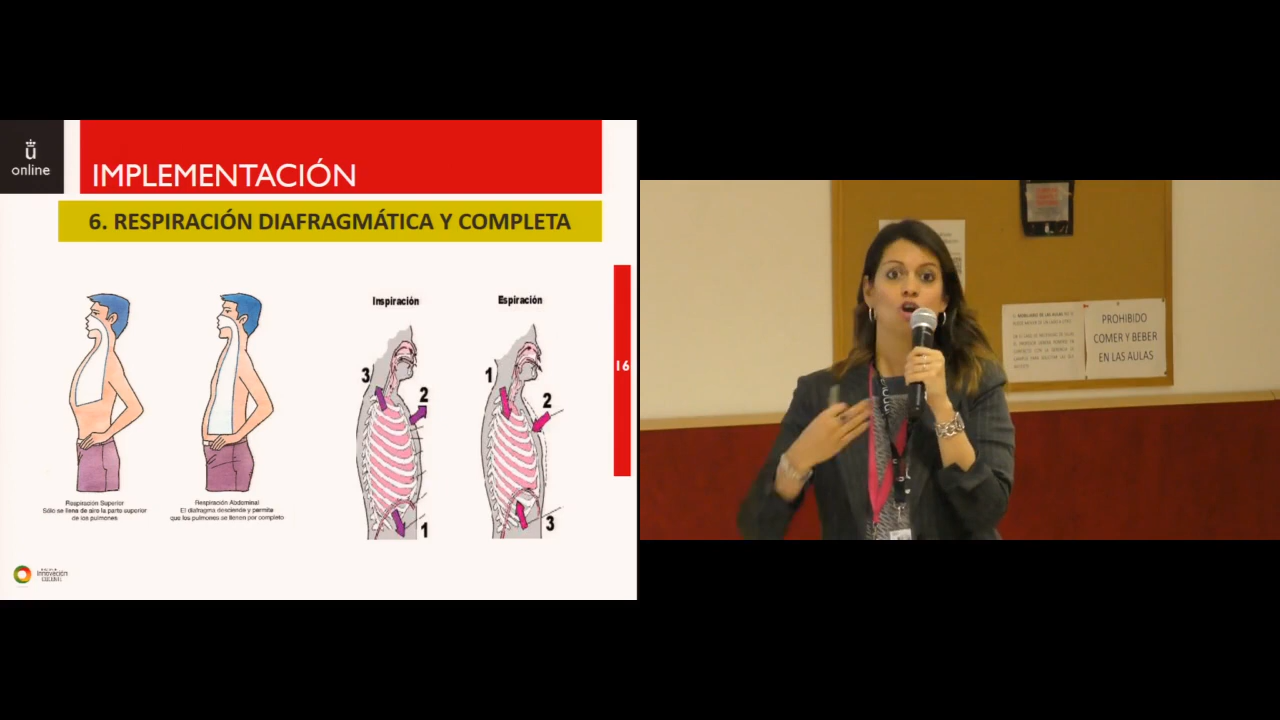 ü
online
IMPLEMENTACIÓN
6. RESPIRACIÓN DIAFRAGMÁTICA Y COMPLETA
Inspiración
Espiración
3
2
1
1
2
3
16
Respiración Superior
Sólo se llena de aire la parte superior
de los pulmones
Respiración Abdominal
El diafragma desciende y permite
que los pulmones se llenen por completo
innovación
PROHIBIDO
COMER Y BEBER
EN LAS AULAS